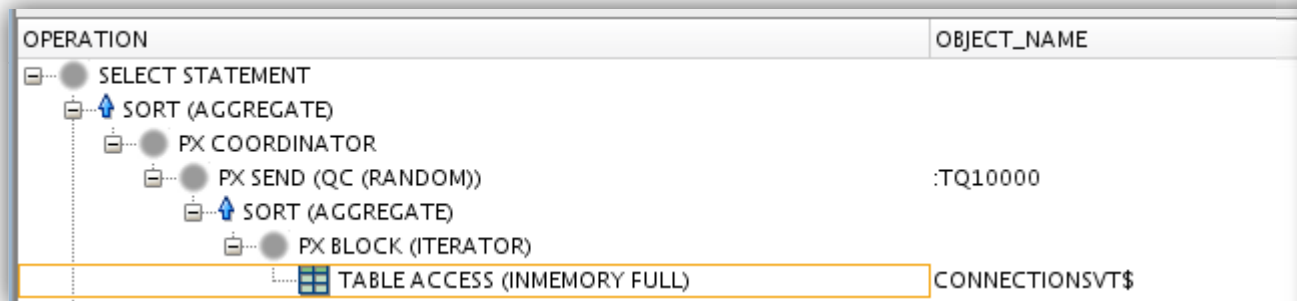 OPERATION OBJECT_NAME
SELECT STATEMENT
SORT (AGGREGATE)
PX COORDINATOR
PX SEND (QC (RANDOM)) :TQ10000
SORT (AGGREGATE)
PX BLOCK (ITERATOR)
TABLE ACCESS (INMEMORY FULL) CONNECTIONSVT$